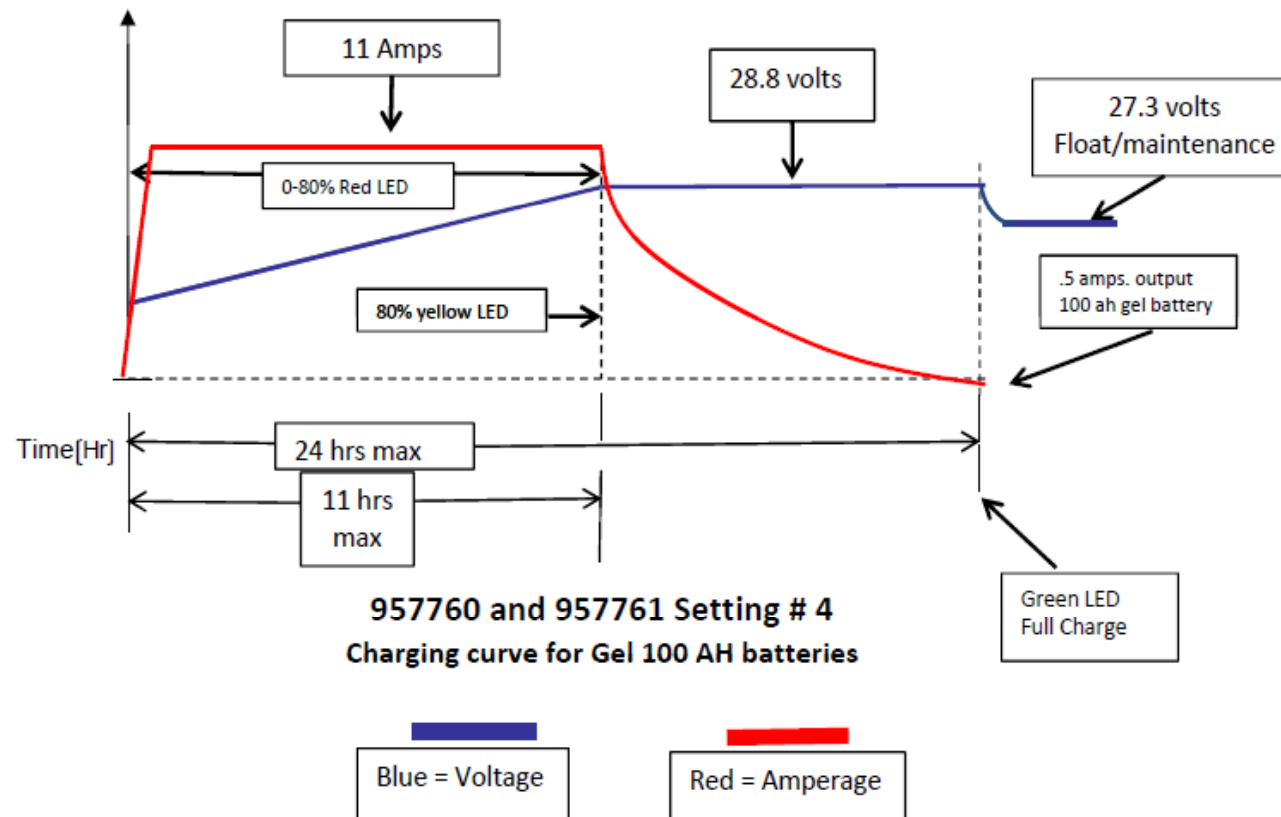 11 Amps
28.8 volts
27.3 volts
Float/maintenance
0-80% Red LED
80% yellow LED
.5 amps. output
100 ah gel battery
Time[Hr]
24 hrs max
11 hrs
max
Green LED
Full Charge
957760 and 957761 Setting # 4
Charging curve for Gel 100 AH batteries
Blue = Voltage
Red = Amperage